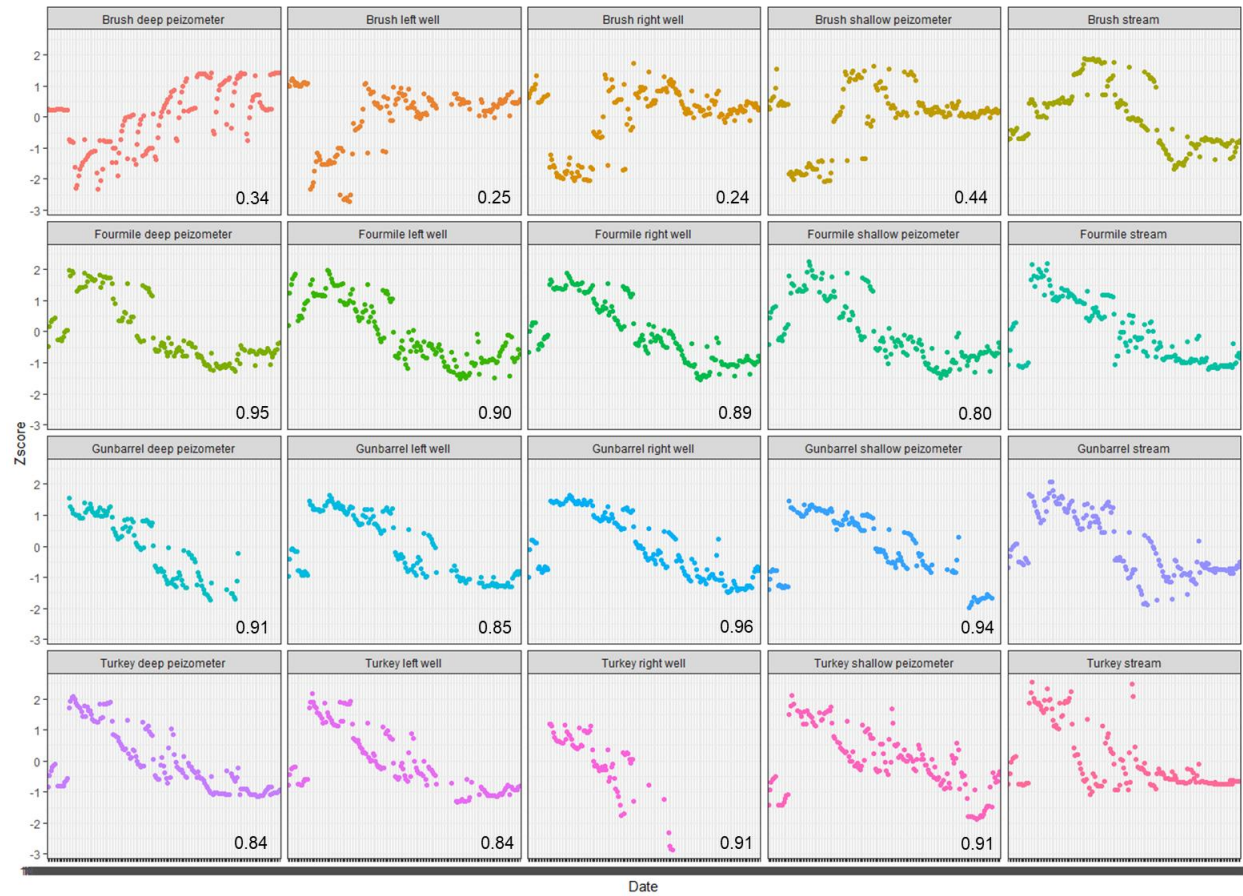 Brush deep peizometer Brush left well Brush right well Brush shallow peizometer Brush stream
2
1
0
-1
-2
-3
0.34 0.25 0.24 0.44
Fourmile deep peizometer Fourmile left well Fourmile right well Fourmile shallow peizometer Fourmile stream
2
1
0
-1
-2
-3
0.95 0.90 0.89 0.80
Zscore
Gunbarrel deep peizometer Gunbarrel left well Gunbarrel right well Gunbarrel shallow peizometer Gunbarrel stream
2
1
0
-1
-2
-3
0.91 0.85 0.96 0.94
Turkey deep peizometer Turkey left well Turkey right well Turkey shallow peizometer Turkey stream
2
1
0
-1
-2
-3
0.84 0.84 0.91 0.91
Date